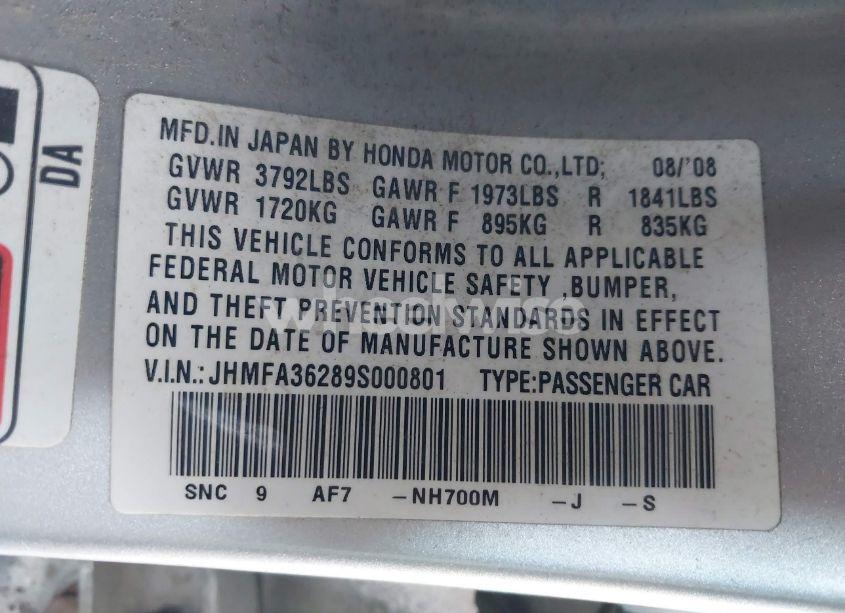 DA
MFD.IN JAPAN BY HONDA MOTOR CO.,LTD; 08/'08
GVWR 3792LBS GAWR F 1973LBS R 1841LBS
GVWR 1720KG GAWR F 895KG R 835KG
THIS VEHICLE CONFORMS TO ALL APPLICABLE
FEDERAL MOTOR VEHICLE SAFETY ,BUMPER,
AND THEFT PREVENTION STANDARDS IN EFFECT
ON THE DATE OF MANUFACTURE SHOWN ABOVE.
V.I.N.:JHMFA36289S000801 TYPE:PASSENGER CAR
SNC 9 AF7 -NH700M -J -S